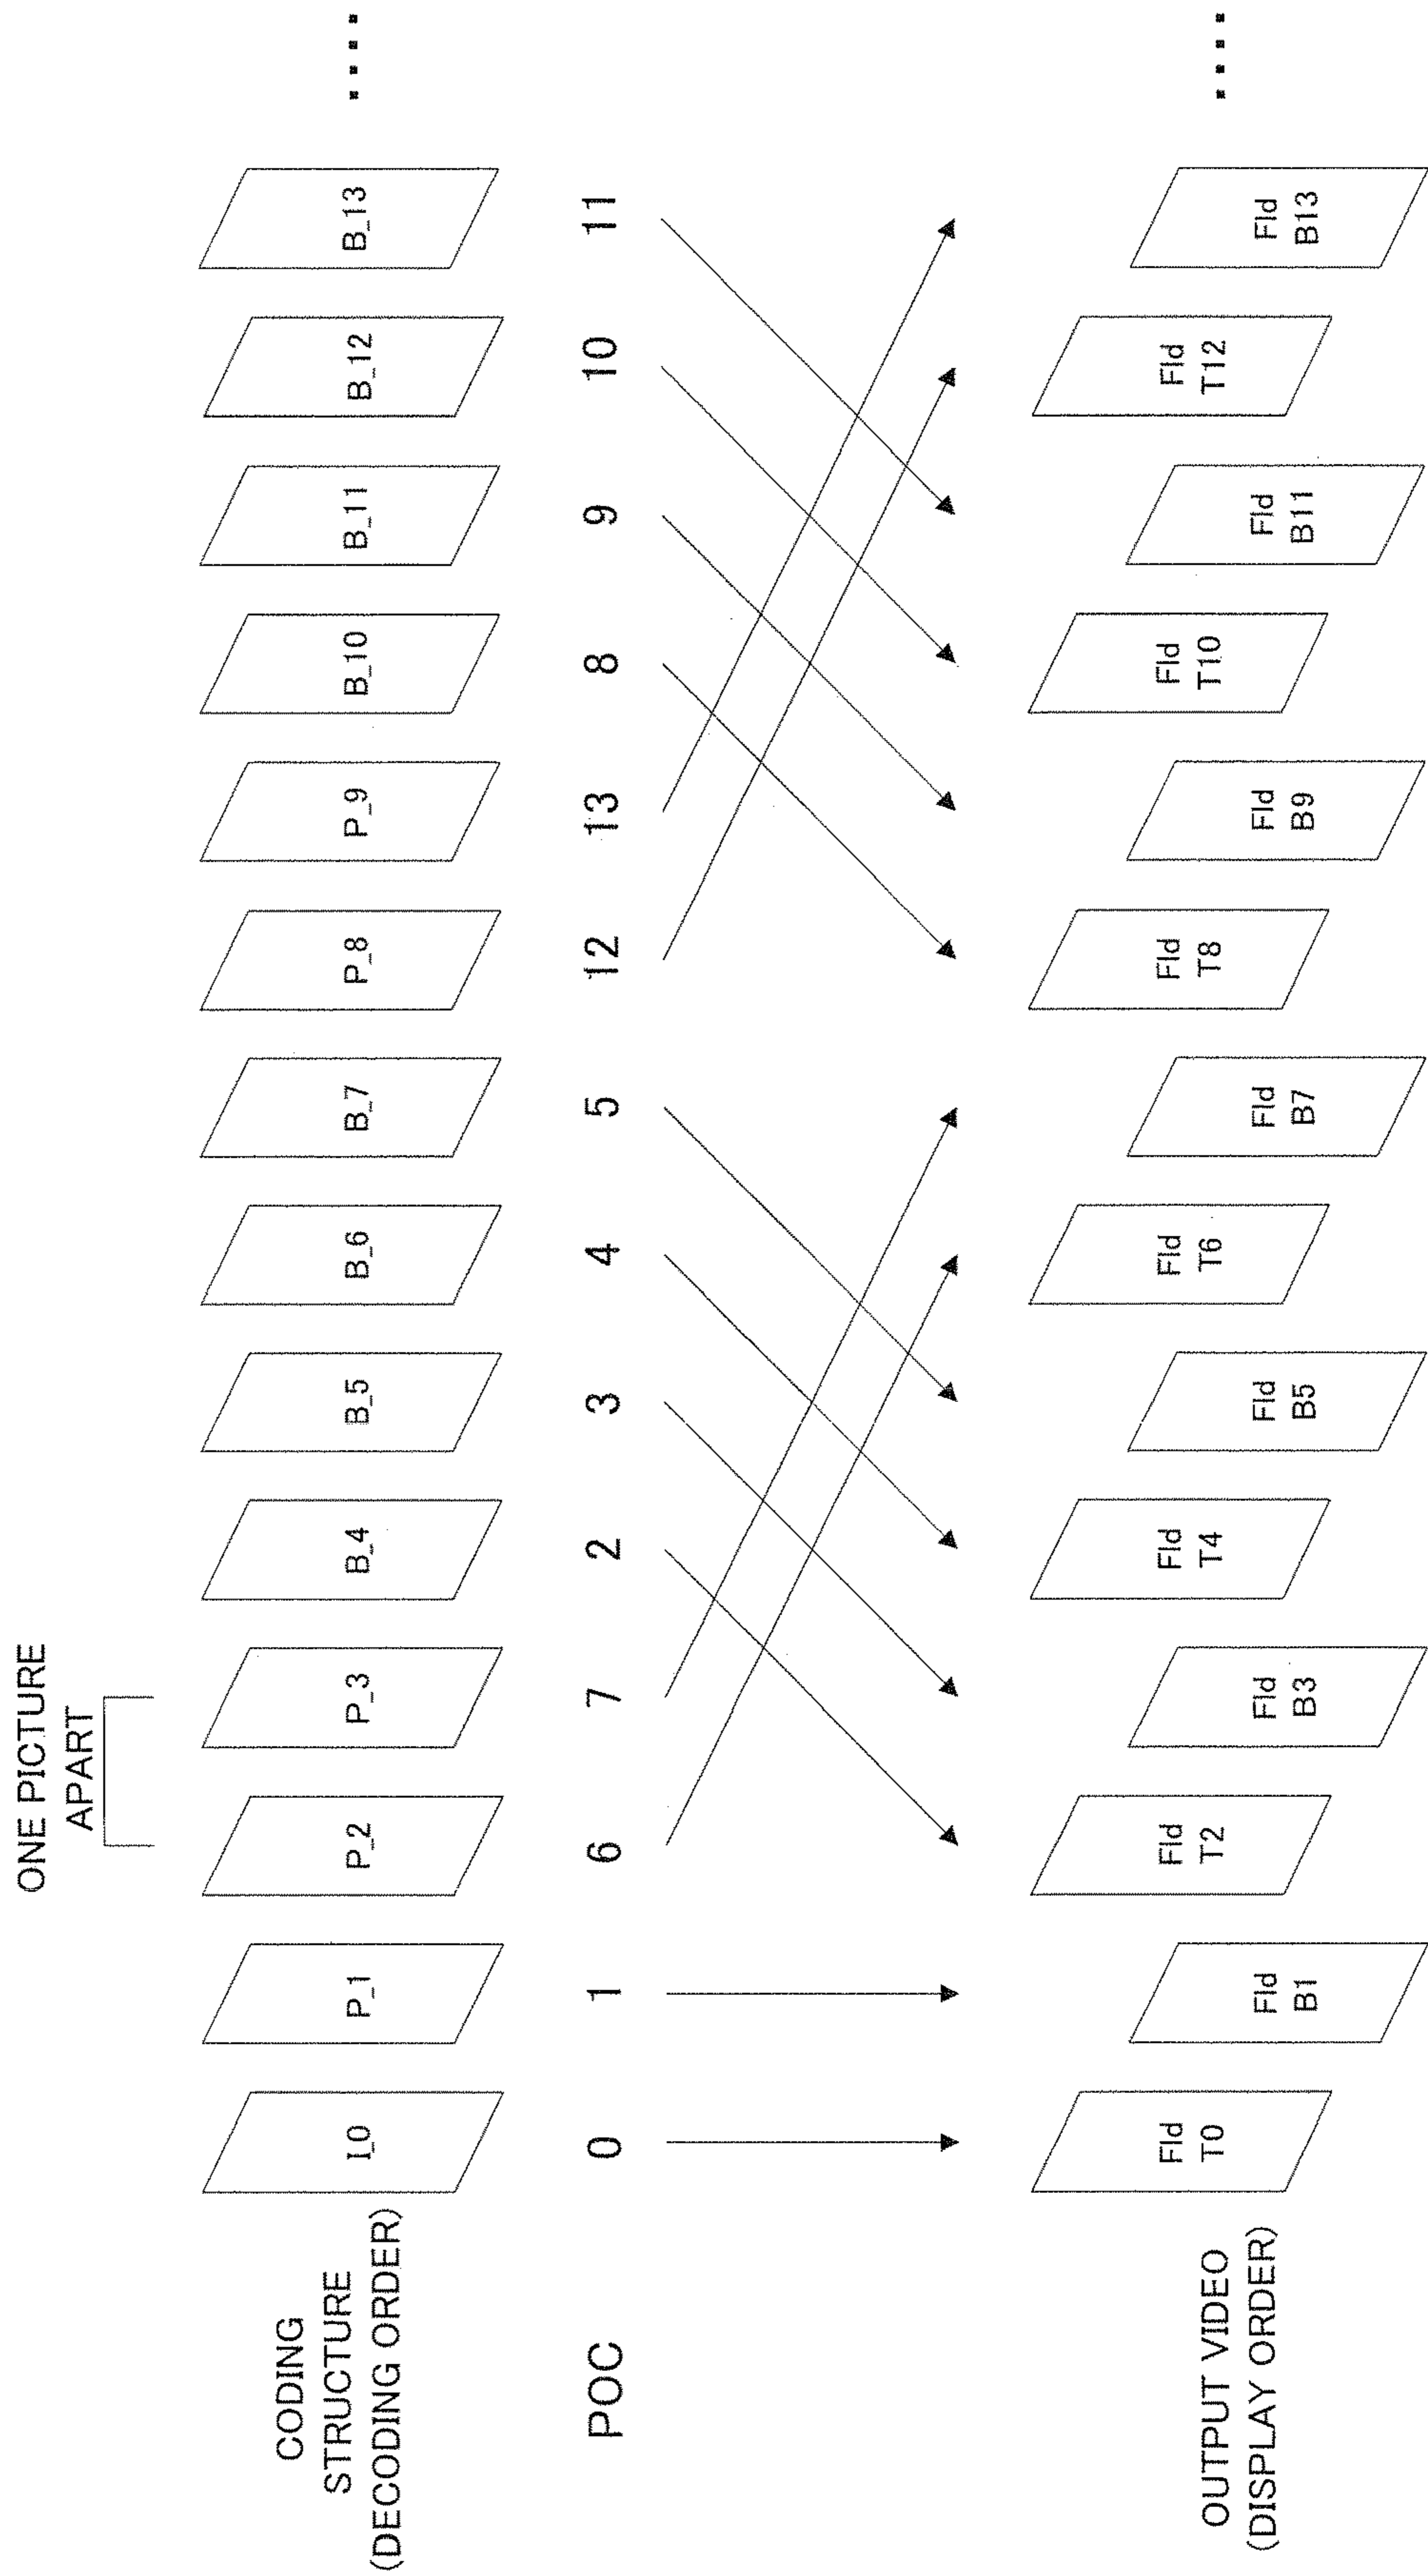 ONE PICTURE
APART
CODING
STRUCTURE
(DECODING ORDER)
I_0
P_1
P_2
P_3
B_4
B_5
B_6
B_7
P_8
P_9
B_10
B_11
B_12
B_13
....
POC
0
1
6
7
2
3
4
5
12
13
8
9
10
11
OUTPUT VIDEO
(DISPLAY ORDER)
Fld
T0
Fld
B1
Fld
T2
Fld
B3
Fld
T4
Fld
B5
Fld
T6
Fld
B7
Fld
T8
Fld
B9
Fld
T10
Fld
B11
Fld
T12
Fld
B13
....